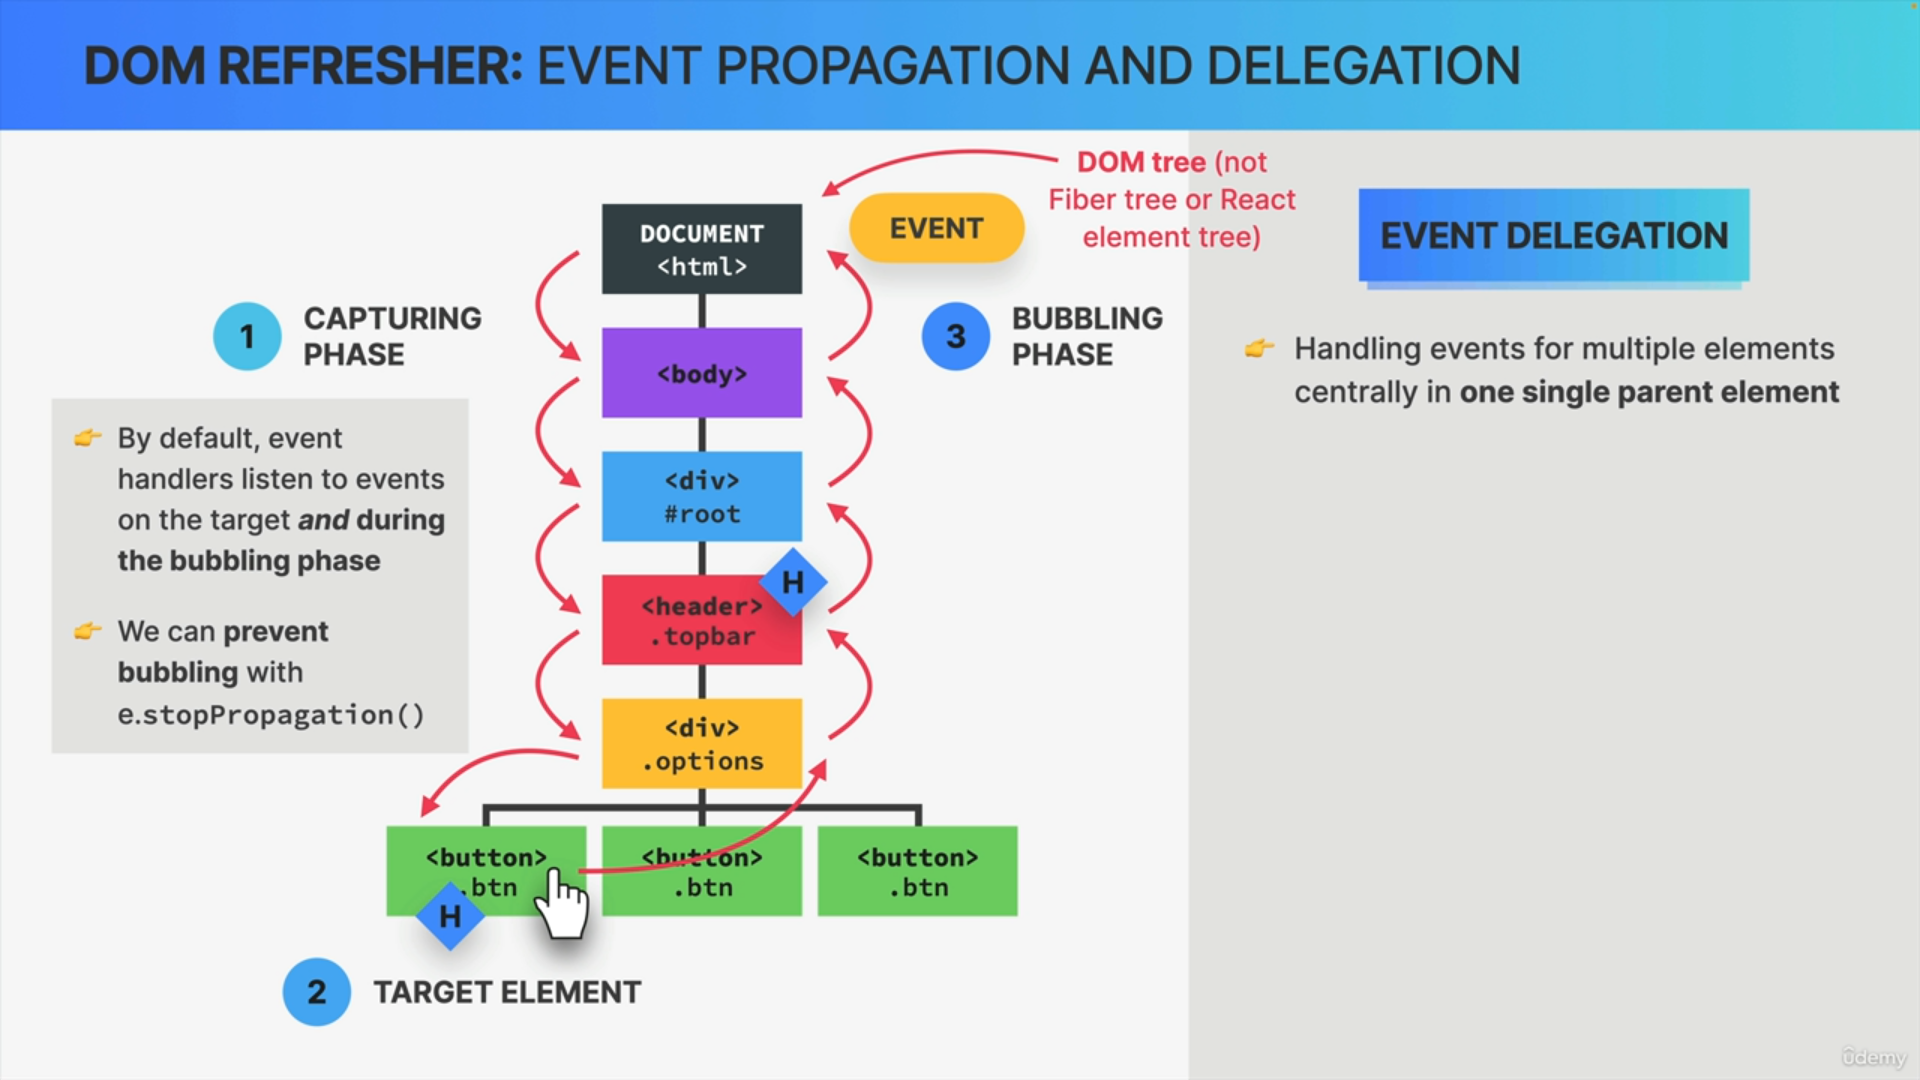 DOM REFRESHER: EVENT PROPAGATION AND DELEGATION
DOM tree (not
Fiber tree or React
element tree)
EVENT
DOCUMENT
<html>
1
CAPTURING
PHASE
3
BUBBLING
PHASE
<body>
👉 By default, event
handlers listen to events
on the target and during
the bubbling phase
👉 We can prevent
bubbling with
e.stopPropagation()
<div>
#root
H
<header>
.topbar
<div>
.options
<button>
.btn
H
<button>
.btn
<button>
.btn
2
TARGET ELEMENT
EVENT DELEGATION
👉 Handling events for multiple elements
centrally in one single parent element
ûdemy